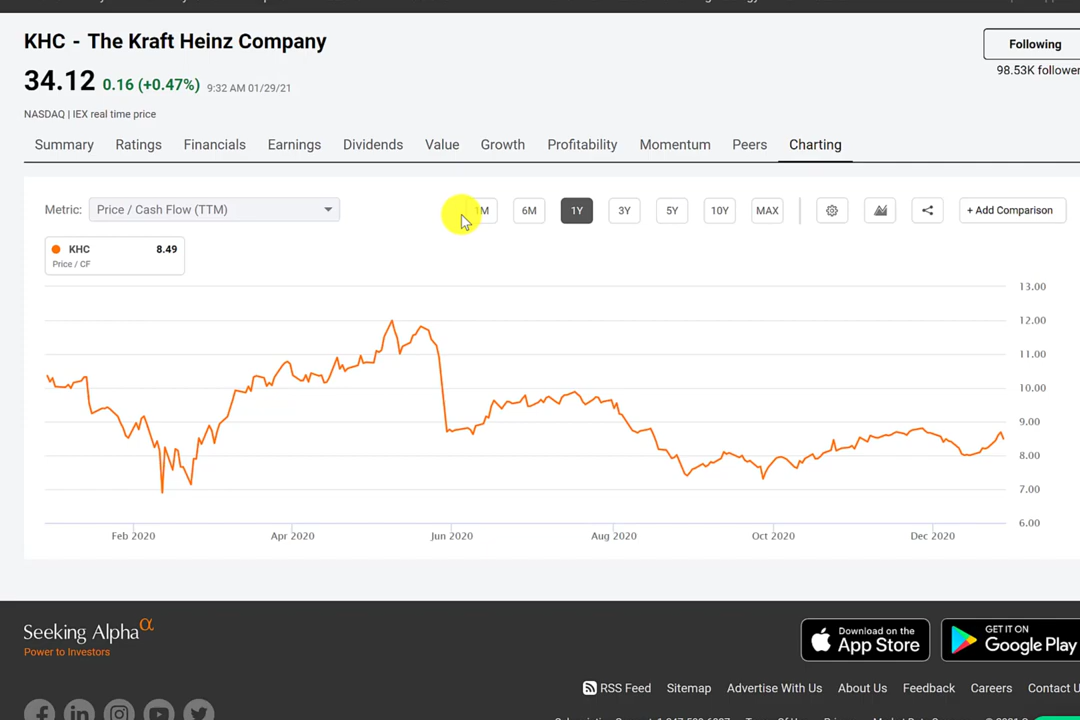 KHC - The Kraft Heinz Company
Following
34.12 0.16 (+0.47%) 9:32 AM 01/29/21
98.53K
NASDAQ | IEX real time price
Summary Ratings Financials Earnings Dividends Value Growth Profitability Momentum Peers Charting
Metric: Price / Cash Flow (TTM) 6M 1Y 3Y 5Y 10Y MAX + Add Comparison
KHC 8.49
Price / CF
13.00
12.00
11.00
10.00
9.00
8.00
7.00
6.00
Feb 2020 Apr 2020 Jun 2020 Aug 2020 Oct 2020 Dec 2020
Seeking Alpha α
Power to Investors
Download on the
App Store
GET IT ON
Google Play
RSS Feed Sitemap Advertise With Us About Us Feedback Careers Contact